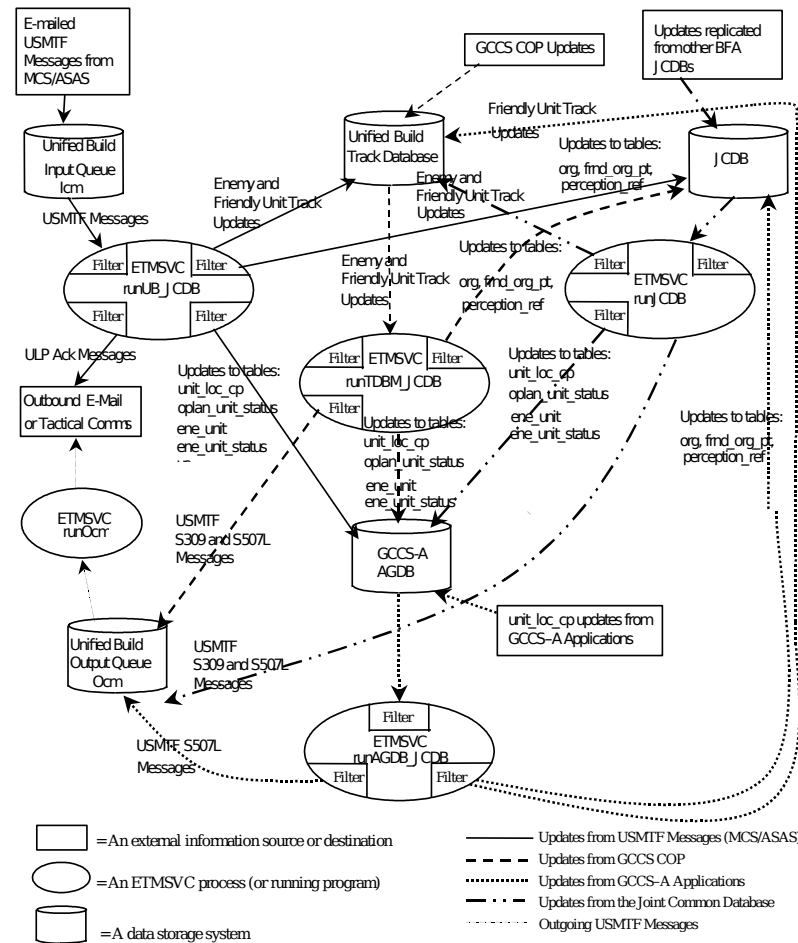 E-mailed
USMTF
Messages from
MCS/ASAS
GCCS COP Updates
Updates replicated
from other BFA
JCDBs
Unified Build
Input Queue
Icm
Unified Build
Track Database
Friendly Unit Track
Updates
JCDB
Updates to tables:
org, frnd_org_pt,
perception_ref
USMTF Messages
Enemy and
Friendly Unit Track
Updates
Enemy and
Friendly Unit Track
Updates
Filter
ETMSVC
Filter
runUB_JCDB
Filter
Filter
Enemy and
Friendly Unit Track
Updates
Updates to tables:
org, frnd_org_pt,
perception_ref
Filter
ETMSVC
runJCDB
Filter
ULP Ack Messages
Outbound E-Mail
or Tactical Comms
Updates to tables:
unit_loc_cp
oplan_unit_status
ene_unit
ene_unit_status
Filter
ETMSVC
Filter
runTDBM_JCDB
Filter
Updates to tables:
unit_loc_cp
oplan_unit_status
ene_unit
ene_unit_status
Updates to tables:
unit_loc_cp
oplan_unit_status
ene_unit
ene_unit_status
Updates to tables:
org, frnd_org_pt,
perception_ref
ETMSVC
runOcm
USMTF
S309 and S507L
Messages
GCCS-A
AGDB
unit_loc_cp updates from
GCCS-A Applications
Unified Build
Output Queue
Ocm
USMTF
S309 and S507L
Messages
USMTF S507L
Messages
Filter
ETMSVC
runAGDB_JCDB
Filter
Filter
= An external information source or destination
= An ETMSVC process (or running program)
= A data storage system
Updates from USMTF Messages (MCS/ASAS)
Updates from GCCS COP
Updates from GCCS-A Applications
Updates from the Joint Common Database
Outgoing USMTF Messages